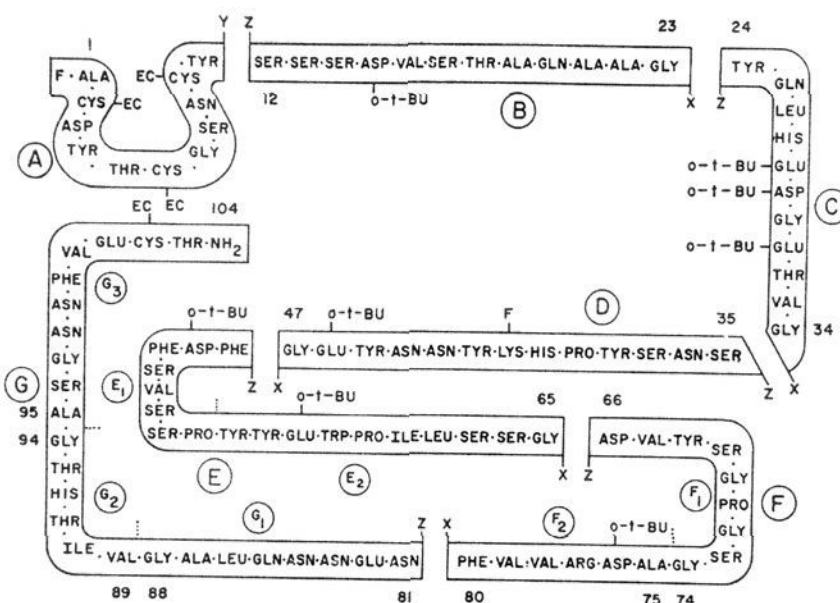 1
Y Z
23
24
F·ALA·CYS·ASP·TYR·THR·CYS·GLY·SER·ASN·CYS·TYR
EC
EC
EC EC
A
SER·SER·SER·ASP·VAL·SER·THR·ALA·GLN·ALA·ALA·GLY
12
o-t-BU
B
X Z
TYR·GLN·LEU·HIS·GLU·ASP·GLY·GLU·THR·VAL·GLY
o-t-BU
o-t-BU
o-t-BU
C
34
104
GLU·CYS·THR·NH2
VAL
PHE
ASN
ASN
GLY
SER
ALA
GLY
THR
HIS
THR
ILE
G3
G
95
94
G2
D
o-t-BU
47
o-t-BU
F
35
PHE·ASP·PHE
GLY·GLU·TYR·ASN·ASN·TYR·LYS·HIS·PRO·TYR·SER·ASN·SER
Z X
Z X
SER
VAL
SER
E1
o-t-BU
65
66
SER·PRO·TYR·TYR·GLU·TRP·PRO·ILE·LEU·SER·SER·GLY
E
E2
X Z
ASP·VAL·TYR·SER·GLY·PRO·GLY·SER
F1
F
G1
Z X
F2
o-t-BU
VAL·GLY·ALA·LEU·GLN·ASN·ASN·GLU·ASN
PHE·VAL·VAL·ARG·ASP·ALA·GLY
89 88
81
80
75 74